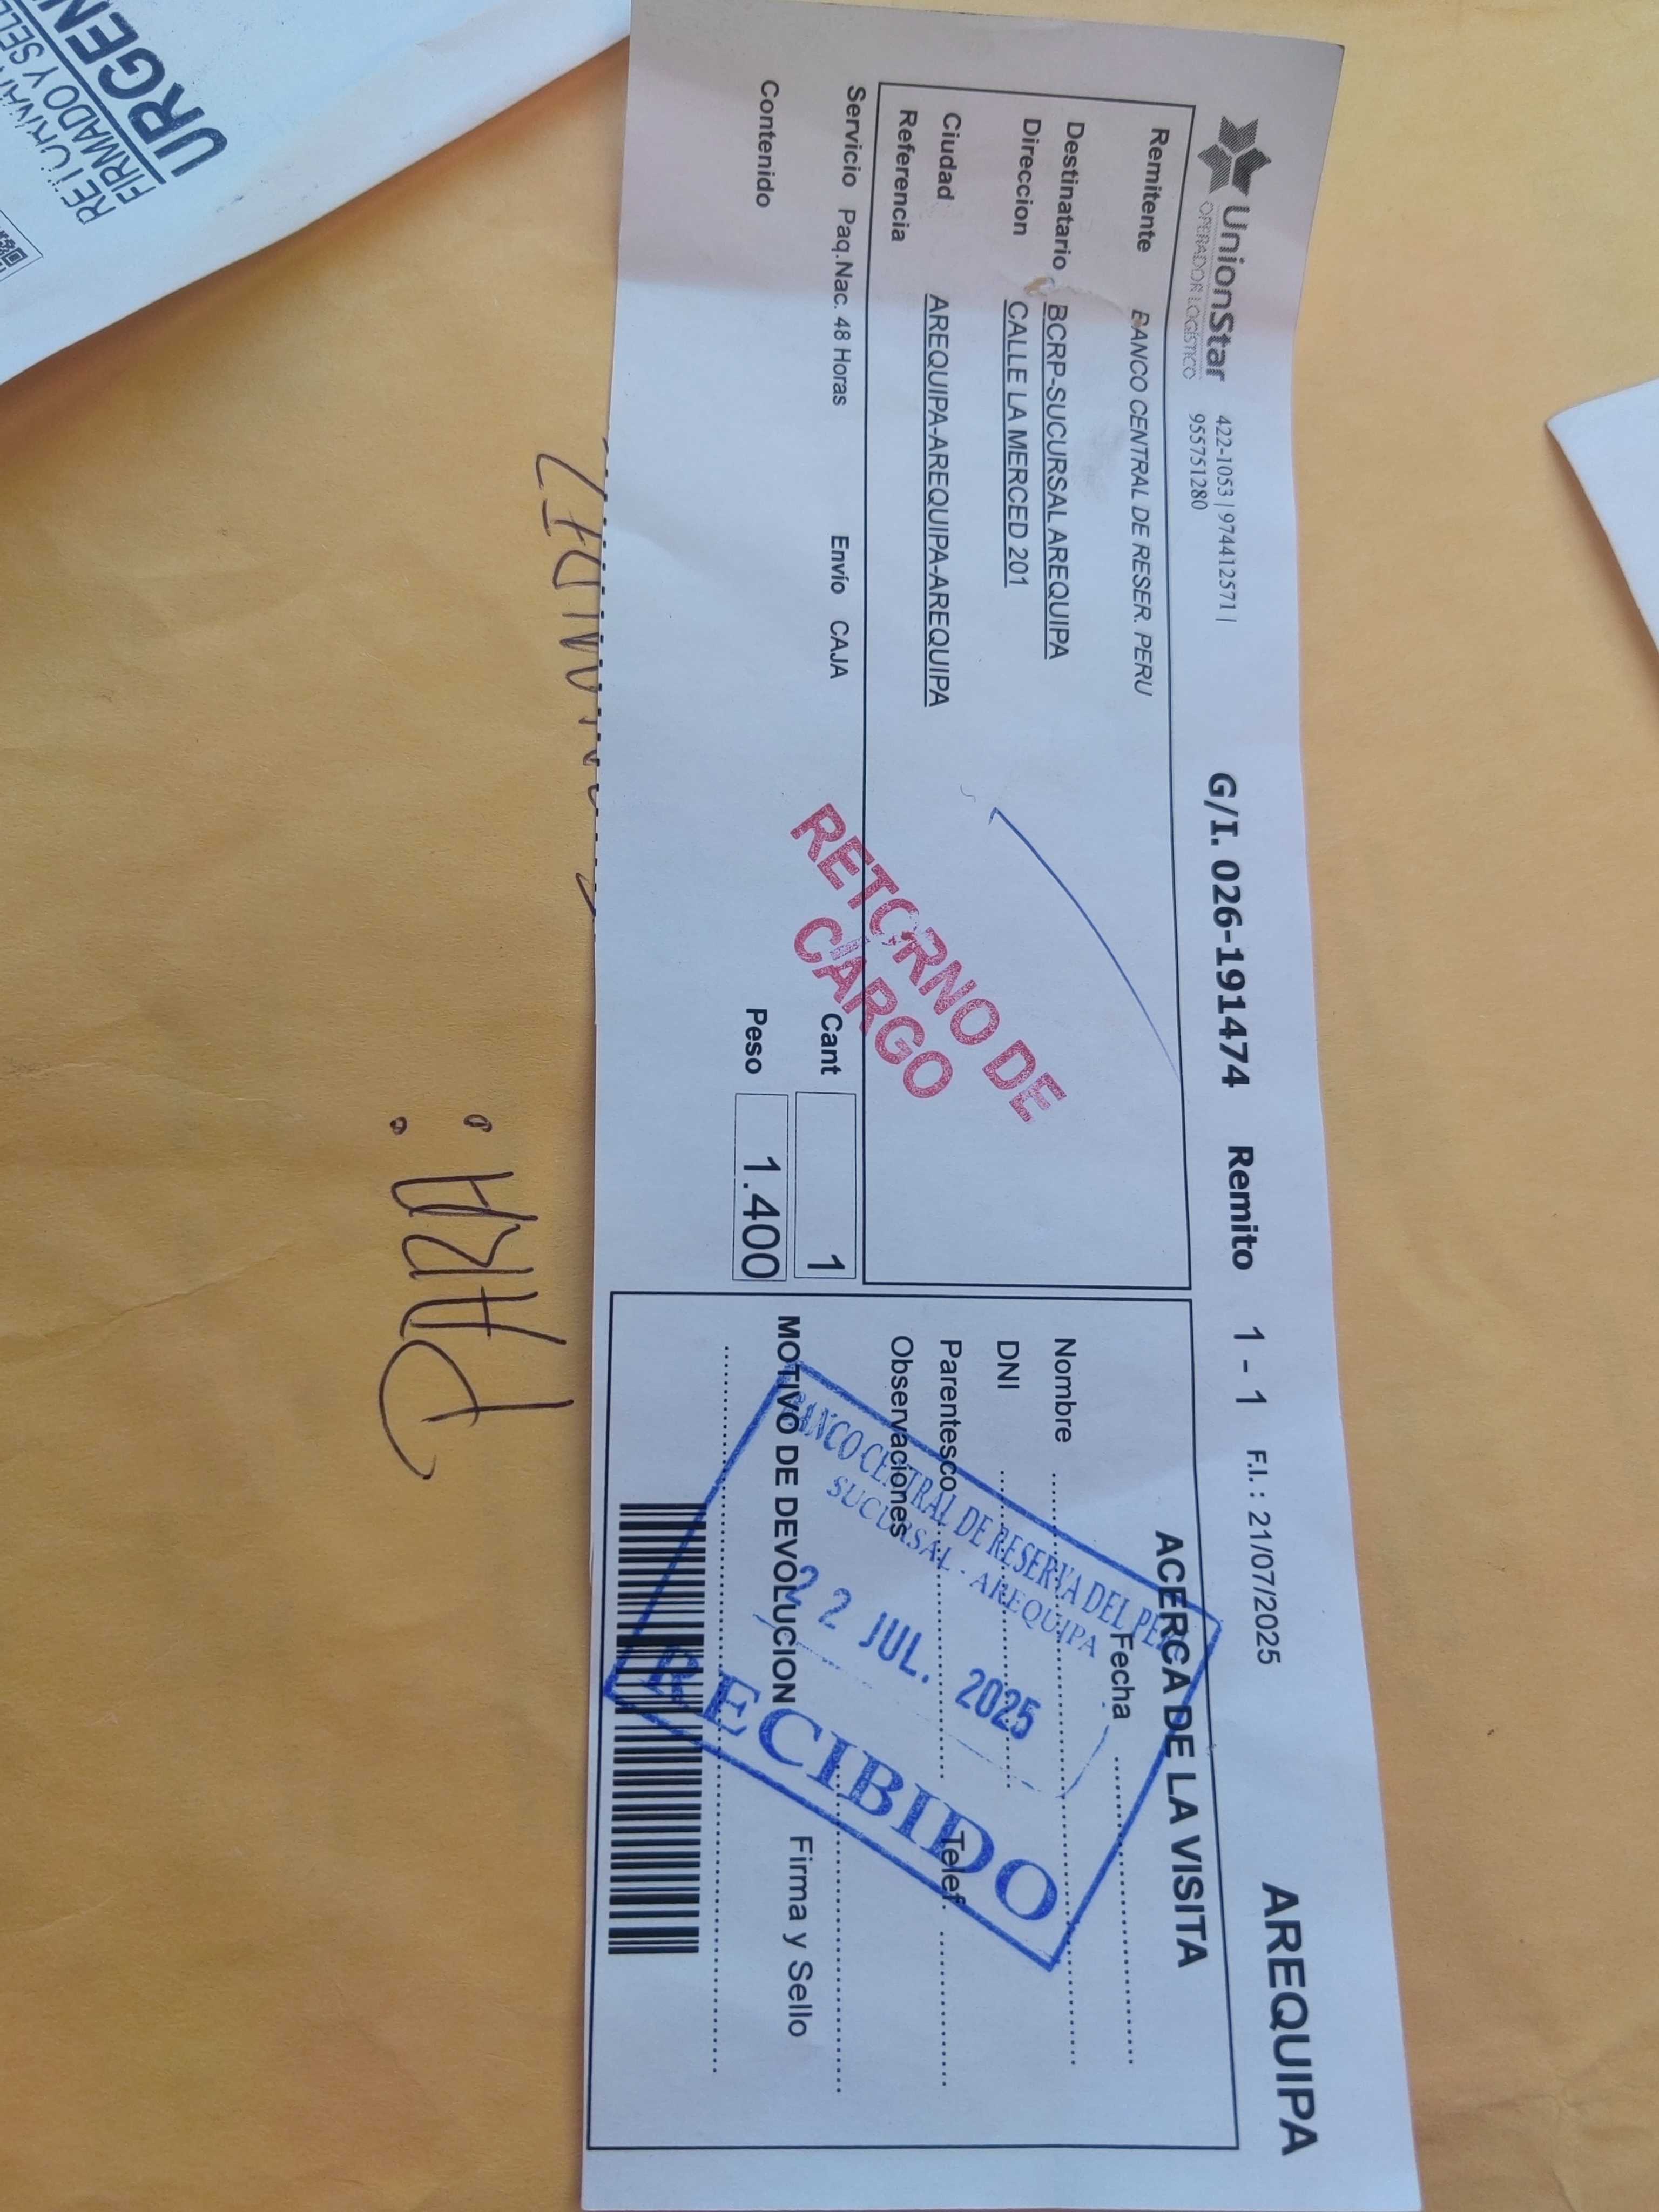 UnionStar
OPERADOR LOGÍSTICO
422-1053 | 974412571 |
955751280
G/I. 026-191474 Remito 1 - 1 F.I. : 21/07/2025 AREQUIPA
Remitente BANCO CENTRAL DE RESER. PERU
Destinatario BCRP-SUCURSAL AREQUIPA
Direccion CALLE LA MERCED 201
Ciudad AREQUIPA-AREQUIPA-AREQUIPA
Referencia
Servicio Paq.Nac. 48 Horas Envío CAJA Cant 1
Contenido Peso 1.400
RETORNO DE
CARGO
ACERCA DE LA VISITA
Fecha
Nombre
DNI
Parentesco Telef.
Observaciones
MOTIVO DE DEVOLUCION Firma y Sello
BANCO CENTRAL DE RESERVA DEL PERU
SUCURSAL - AREQUIPA
22 JUL. 2025
RECIBIDO
PARA:
FIRMADO Y SELL
URGEN